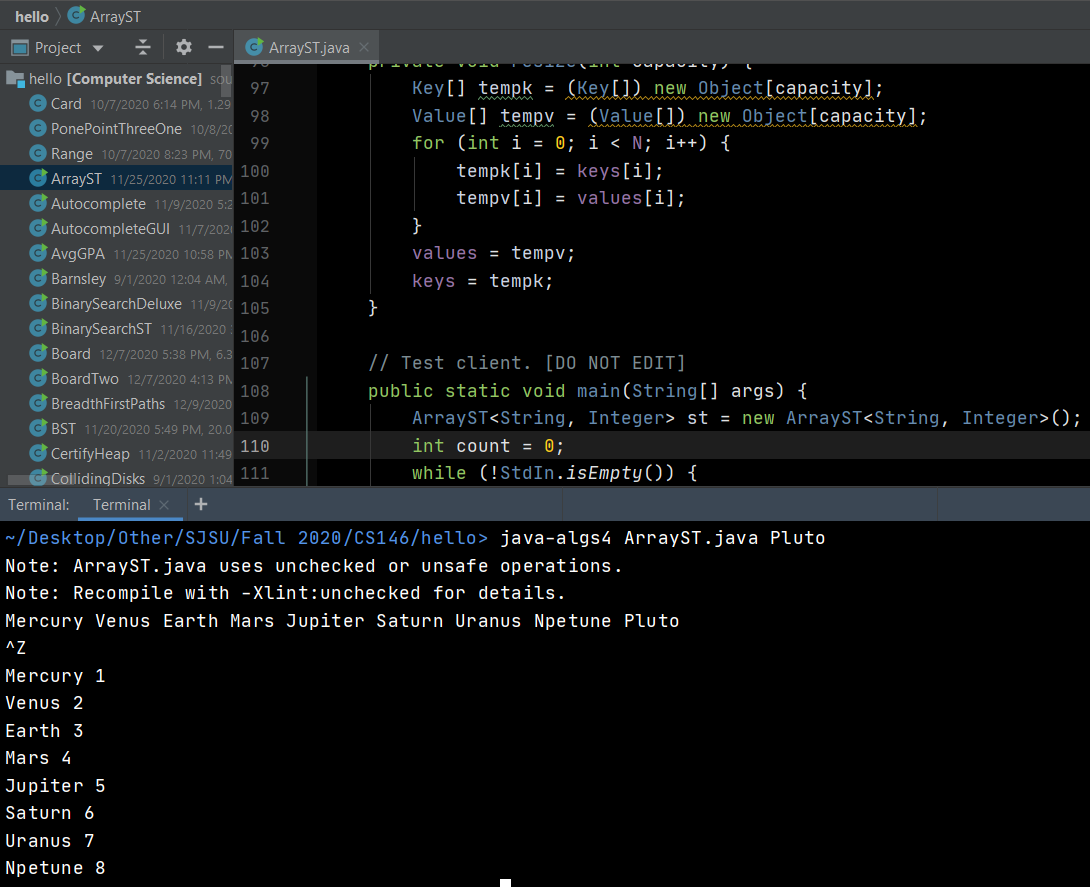 hello ArrayST
Project
ArrayST.java
hello [Computer Science] sou
Card 10/7/2020 6:14 PM, 1.29
PonePointThreeOne 10/8/20
Range 10/7/2020 8:23 PM, 70
ArrayST 11/25/2020 11:11 PM
Autocomplete 11/9/2020 5:2
AutocompleteGUI 11/7/202
AvgGPA 11/25/2020 10:58 PM
Barnsley 9/1/2020 12:04 AM,
BinarySearchDeluxe 11/9/20
BinarySearchST 11/16/2020
Board 12/7/2020 5:38 PM, 6.3
BoardTwo 12/7/2020 4:13 PM
BreadthFirstPaths 12/9/2020
BST 11/20/2020 5:49 PM, 20.0
CertifyHeap 11/2/2020 11:49
CollidingDisks 9/1/2020 1:04
96 private void resize(int capacity) {
97 Key[] tempk = (Key[]) new Object[capacity];
98 Value[] tempv = (Value[]) new Object[capacity];
99 for (int i = 0; i < N; i++) {
100 tempk[i] = keys[i];
101 tempv[i] = values[i];
102 }
103 values = tempv;
104 keys = tempk;
105 }
106
107 // Test client. [DO NOT EDIT]
108 public static void main(String[] args) {
109 ArrayST<String, Integer> st = new ArrayST<String, Integer>();
110 int count = 0;
111 while (!StdIn.isEmpty()) {
Terminal: Terminal
~/Desktop/Other/SJSU/Fall 2020/CS146/hello> java-algs4 ArrayST.java Pluto
Note: ArrayST.java uses unchecked or unsafe operations.
Note: Recompile with -Xlint:unchecked for details.
Mercury Venus Earth Mars Jupiter Saturn Uranus Npetune Pluto
^Z
Mercury 1
Venus 2
Earth 3
Mars 4
Jupiter 5
Saturn 6
Uranus 7
Npetune 8